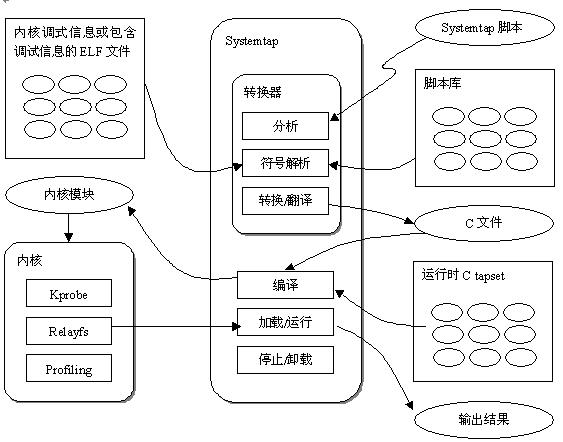 内核调式信息或包含
调试信息的 ELF 文件
Systemtap
Systemtap 脚本
转换器
分析
符号解析
转换/翻译
脚本库
内核模块
C 文件
内核
Kprobe
Relayfs
Profiling
编译
加载/运行
停止/卸载
运行时 C tapset
输出结果